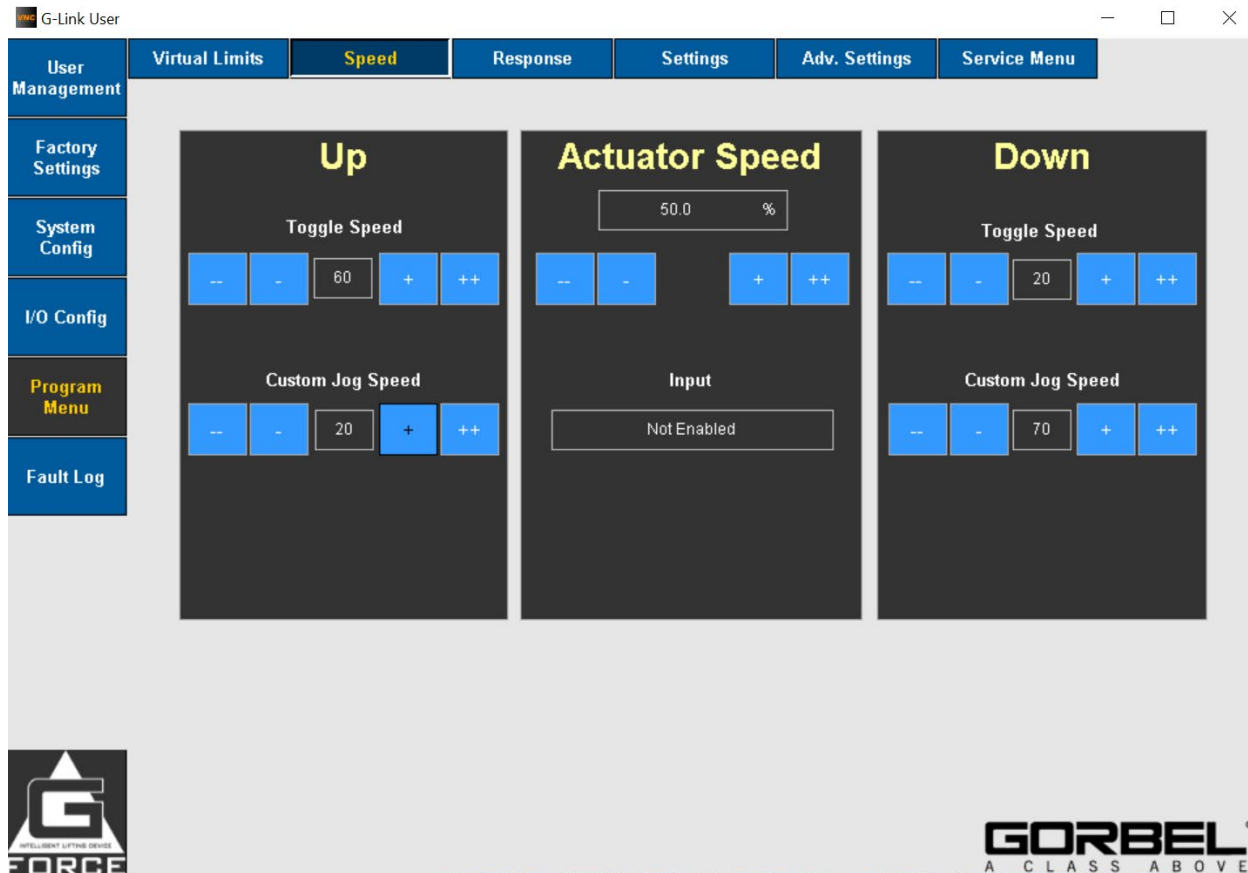 VNC G-Link User
User
Management
Virtual Limits
Speed
Response
Settings
Adv. Settings
Service Menu
Factory
Settings
System
Config
I/O Config
Program
Menu
Fault Log
Up
Toggle Speed
-- - 60 + ++
Custom Jog Speed
-- - 20 + ++
Actuator Speed
50.0 %
-- - + ++
Input
Not Enabled
Down
Toggle Speed
-- - 20 + ++
Custom Jog Speed
-- - 70 + ++
G
INTELLIGENT LIFTING DEVICE
FORCE
GORBEL
A CLASS ABOVE